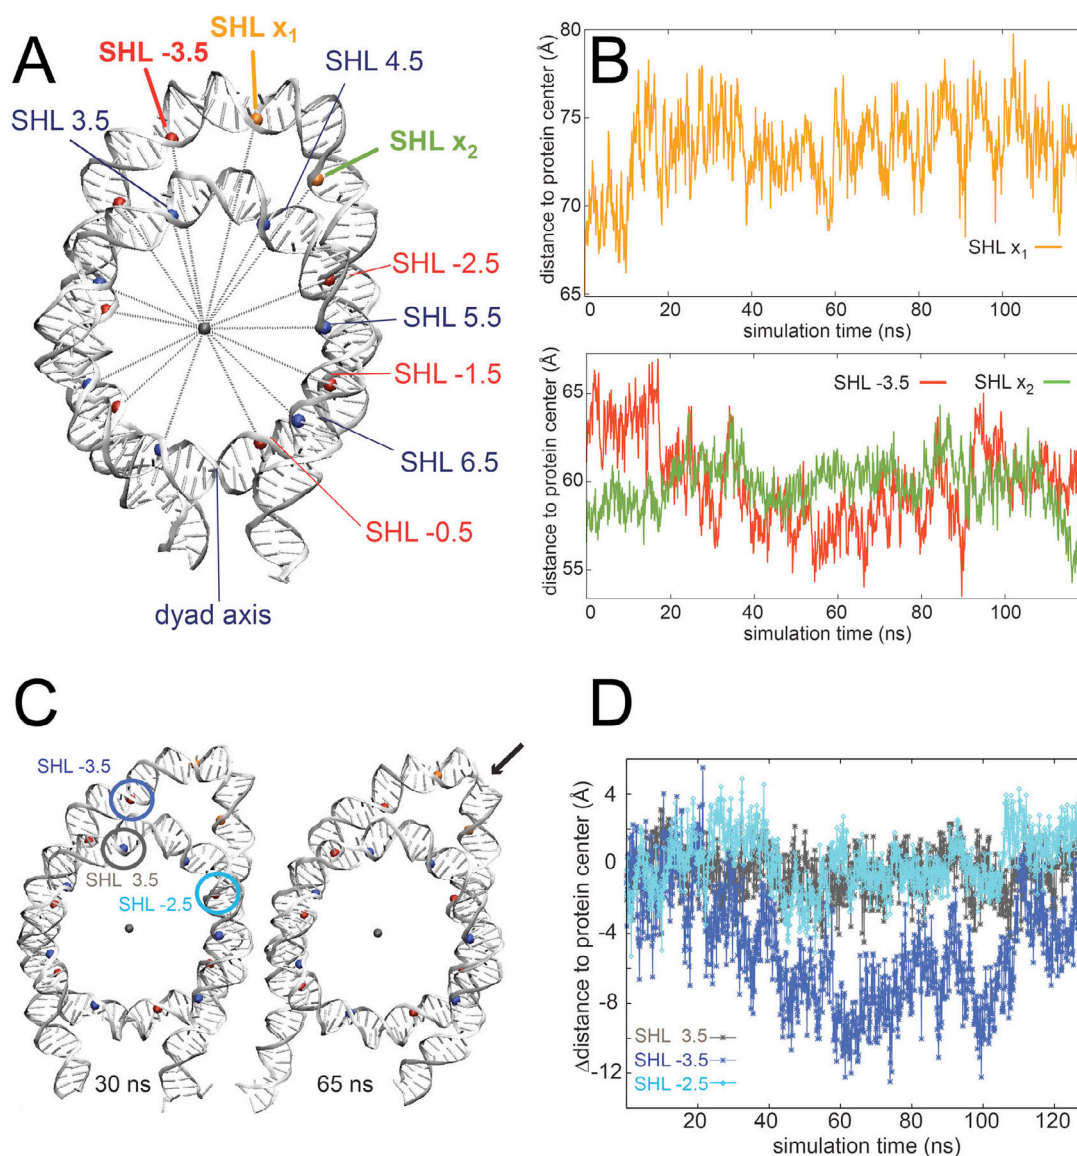 A
SHL x1
SHL -3.5
SHL 4.5
SHL 3.5
SHL x2
SHL -2.5
SHL 5.5
SHL -1.5
SHL 6.5
SHL -0.5
dyad axis
B
distance to protein center (Å)
80
75
70
65
SHL x1
0 20 40 60 80 100
simulation time (ns)
distance to protein center (Å)
65
60
55
SHL -3.5
SHL x2
0 20 40 60 80 100
simulation time (ns)
C
SHL -3.5
SHL 3.5
SHL -2.5
30 ns
65 ns
D
Δdistance to protein center (Å)
4
0
-4
-8
-12
SHL 3.5
SHL -3.5
SHL -2.5
20 40 60 80 100 120
simulation time (ns)